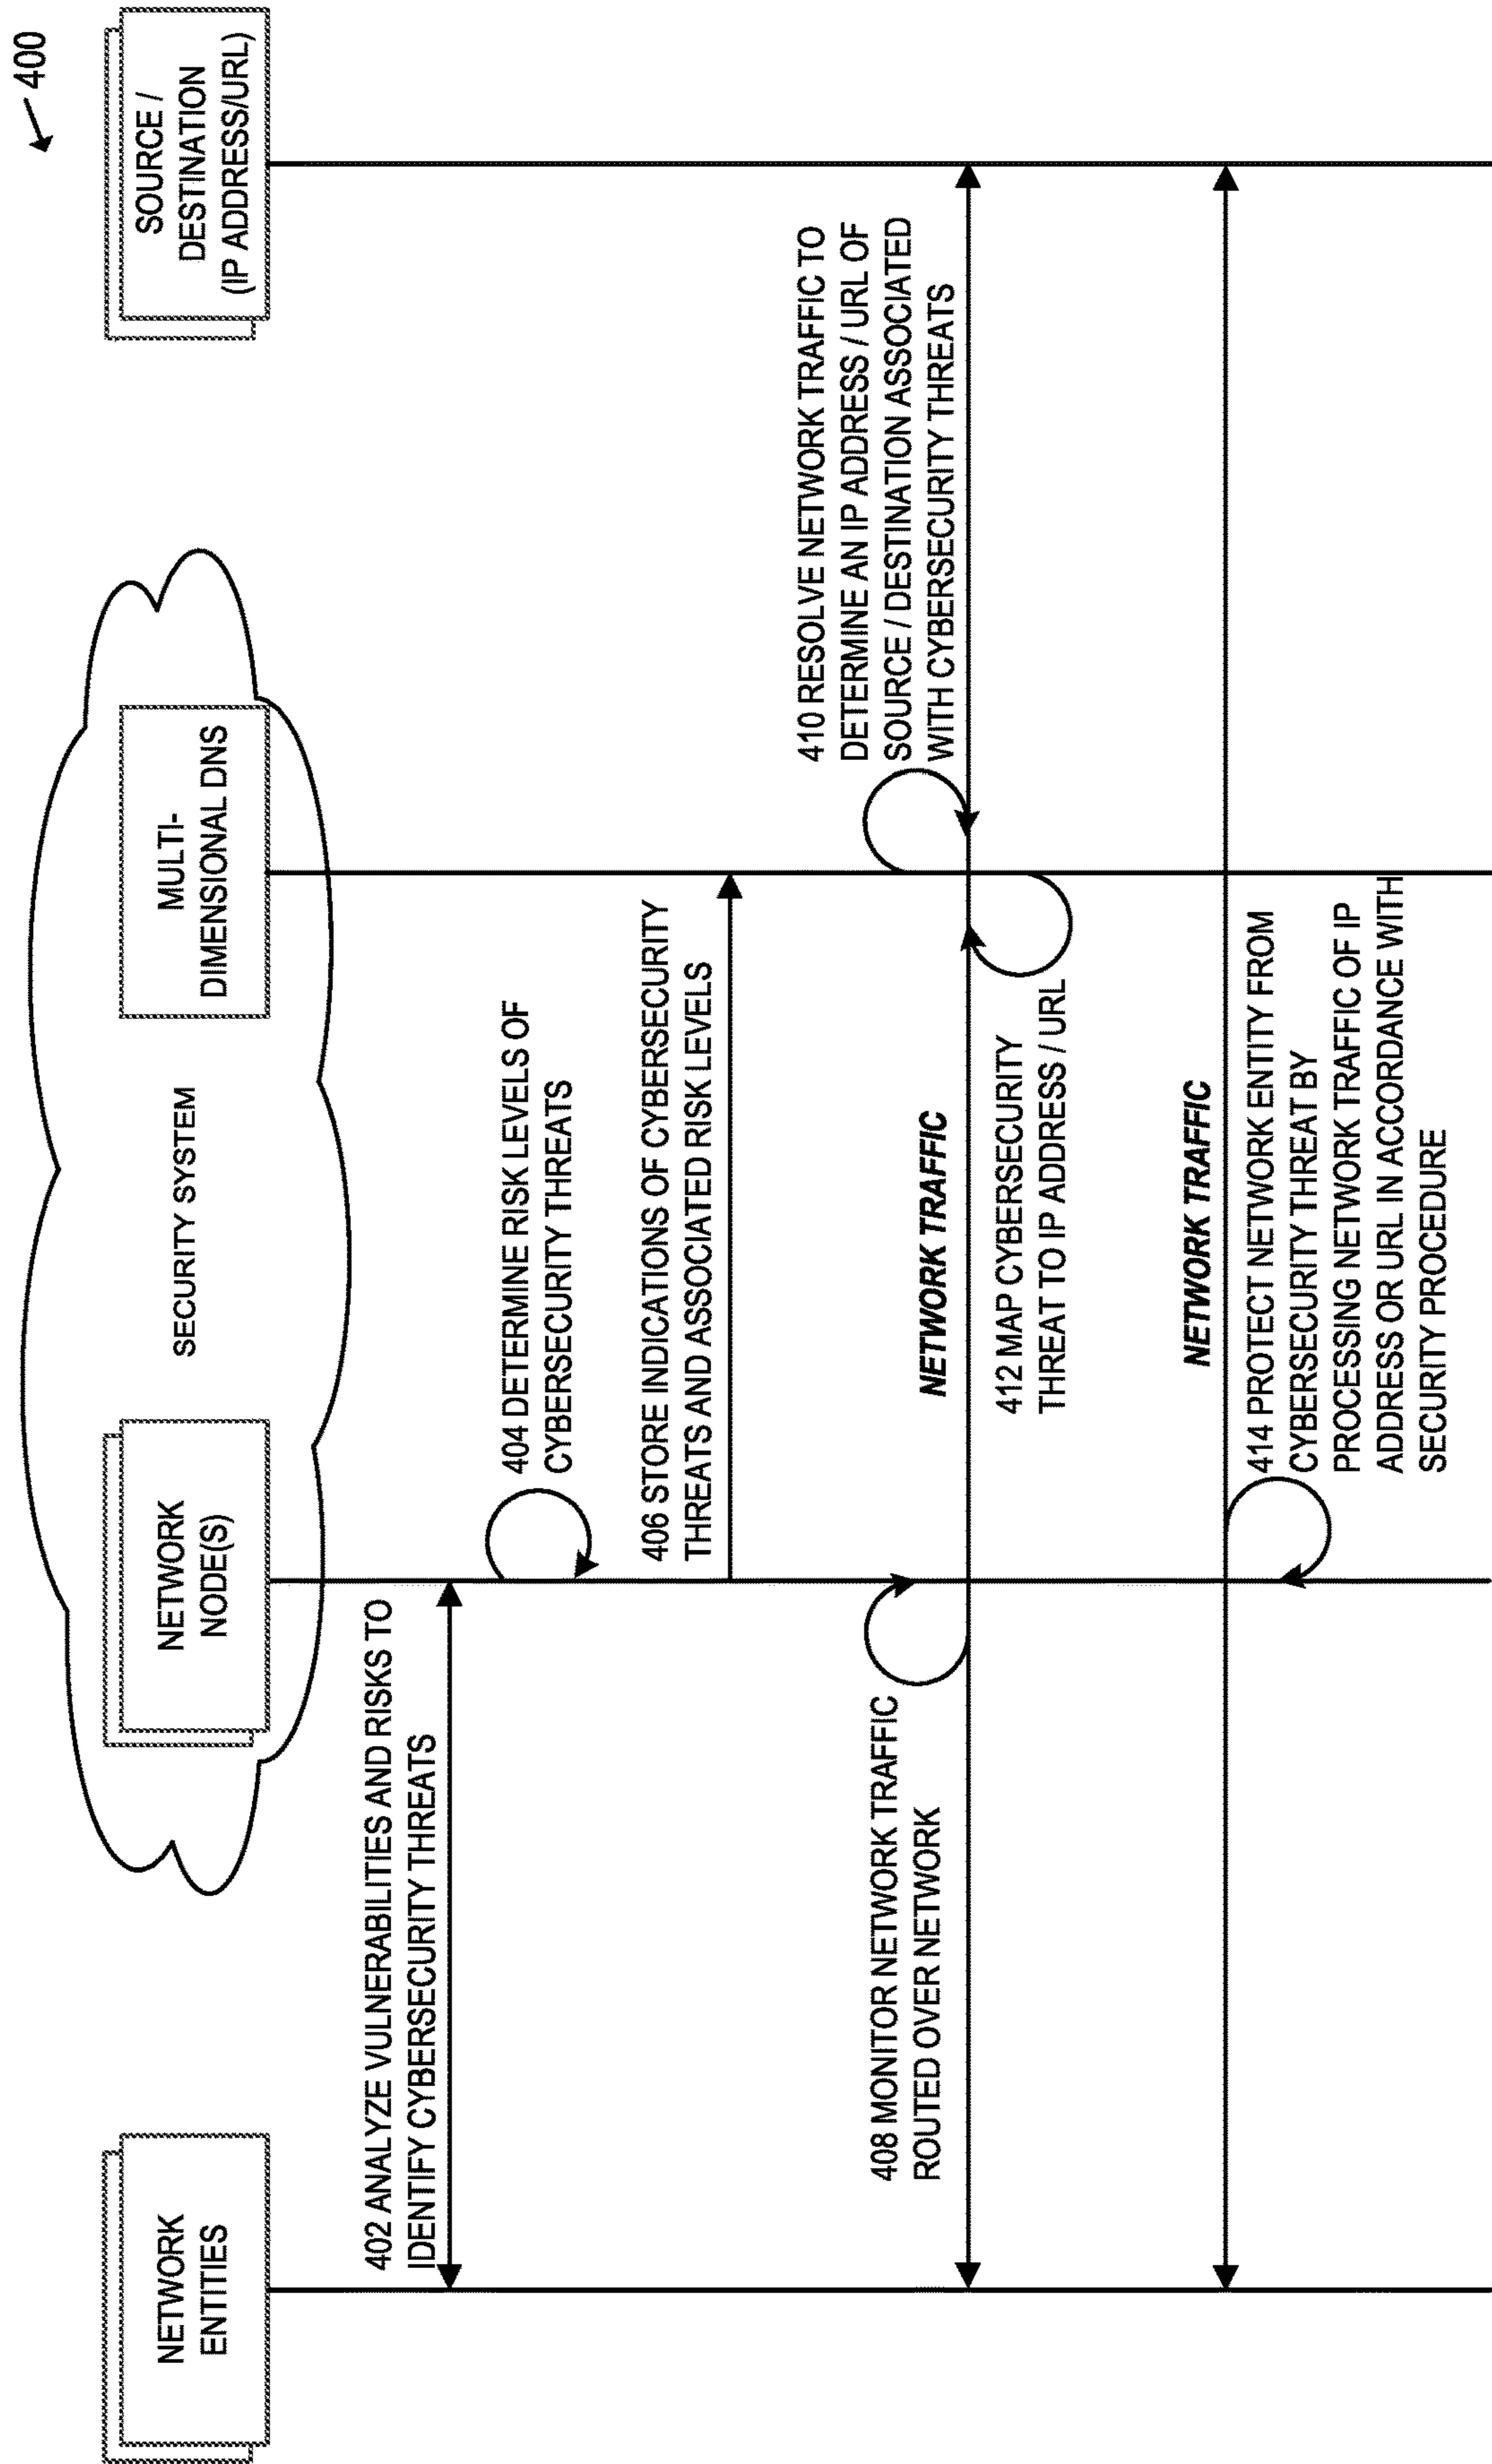 400
NETWORK
ENTITIES
NETWORK
NODE(S)
SECURITY SYSTEM
MULTI-
DIMENSIONAL DNS
SOURCE /
DESTINATION
(IP ADDRESS/URL)
402 ANALYZE VULNERABILITIES AND RISKS TO
IDENTIFY CYBERSECURITY THREATS
404 DETERMINE RISK LEVELS OF
CYBERSECURITY THREATS
406 STORE INDICATIONS OF CYBERSECURITY
THREATS AND ASSOCIATED RISK LEVELS
408 MONITOR NETWORK TRAFFIC
ROUTED OVER NETWORK
NETWORK TRAFFIC
410 RESOLVE NETWORK TRAFFIC TO
DETERMINE AN IP ADDRESS / URL OF
SOURCE / DESTINATION ASSOCIATED
WITH CYBERSECURITY THREATS
412 MAP CYBERSECURITY
THREAT TO IP ADDRESS / URL
NETWORK TRAFFIC
414 PROTECT NETWORK ENTITY FROM
CYBERSECURITY THREAT BY
PROCESSING NETWORK TRAFFIC OF IP
ADDRESS OR URL IN ACCORDANCE WITH
SECURITY PROCEDURE